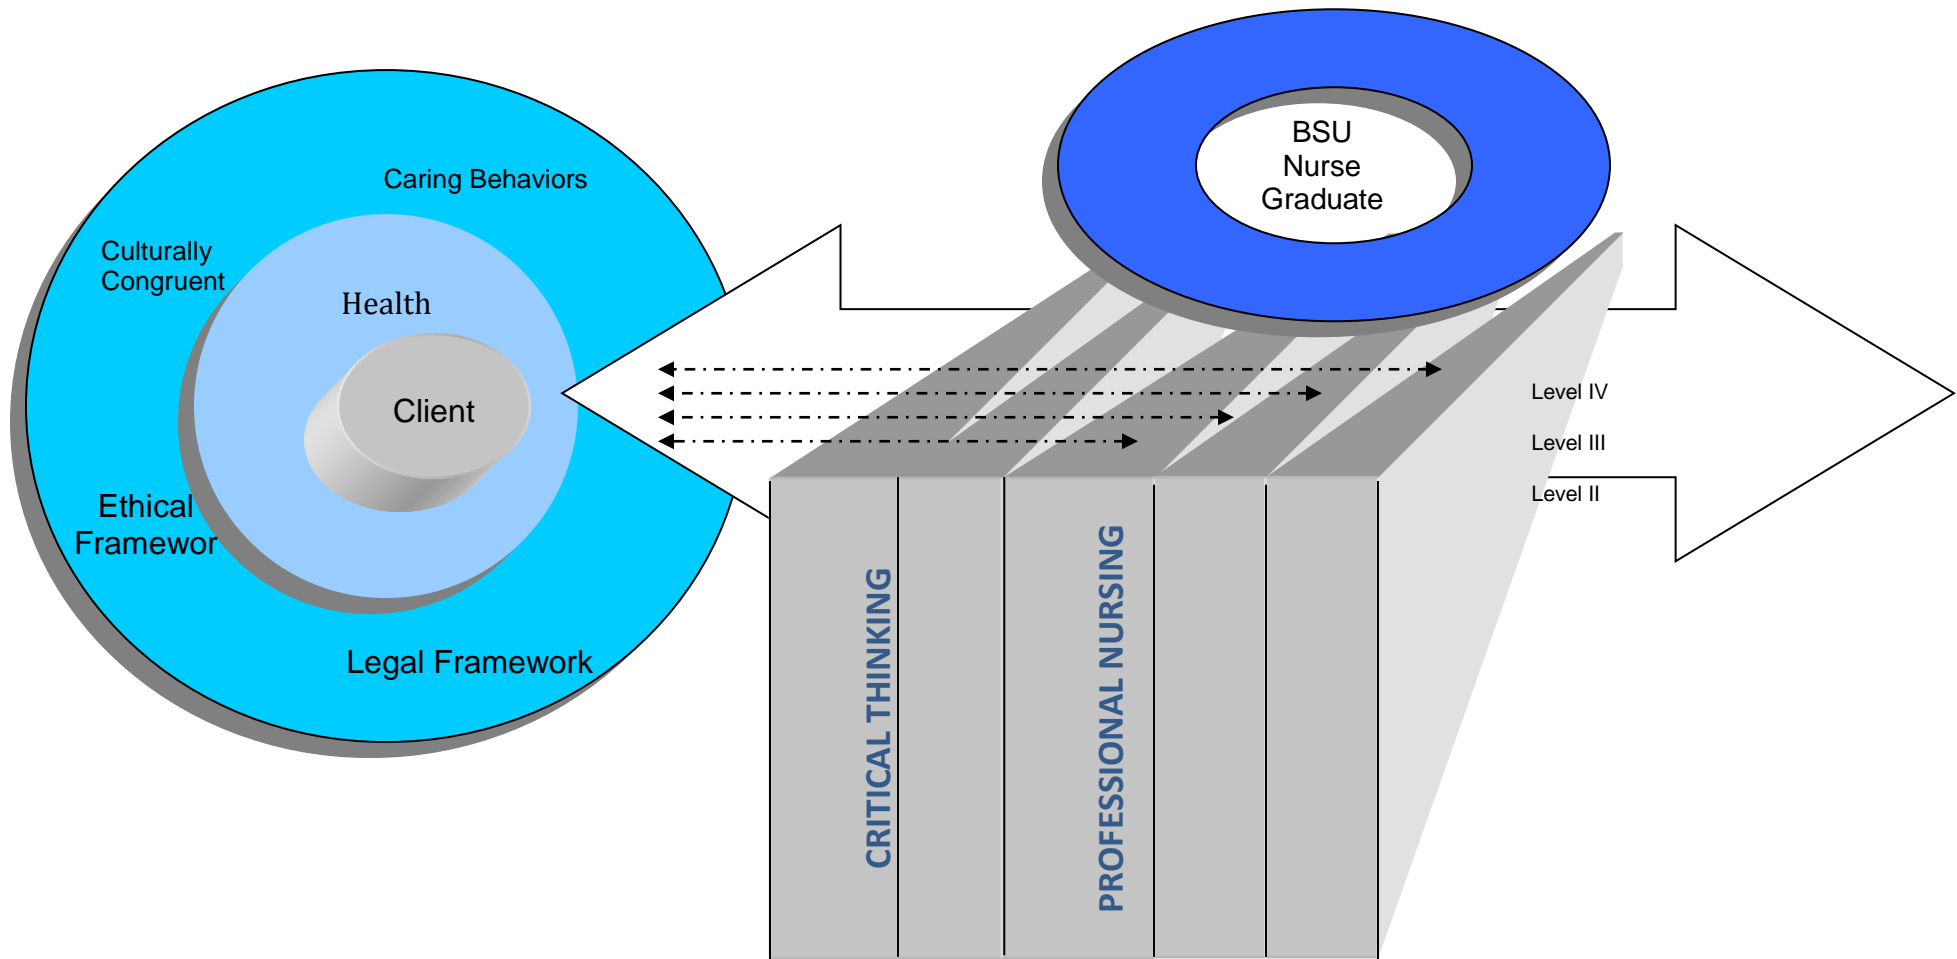 Caring Behaviors
Culturally
Congruent
Health
Client
Ethical
Framewor
Legal Framework
BSU
Nurse
Graduate
Level IV
Level III
Level II
CRITICAL THINKING
PROFESSIONAL NURSING